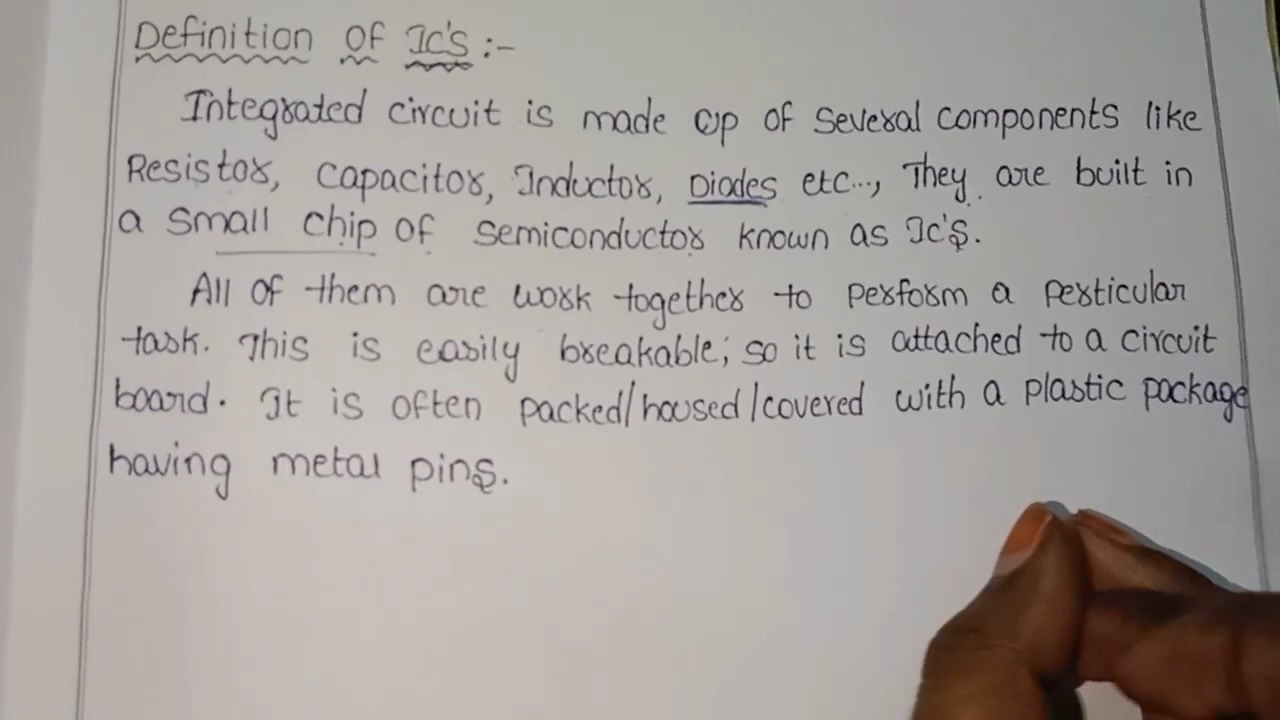 Definition of Ic's :-
Integrated circuit is made up of several components like
Resistor, capacitor, Inductor, Diodes etc..., They are built in
a small chip of semiconductor known as Ic's.
All of them are work together to perform a perticular
task. This is easily breakable; so it is attached to a circuit
board. It is often packed/housed/covered with a plastic package
having metal pins.